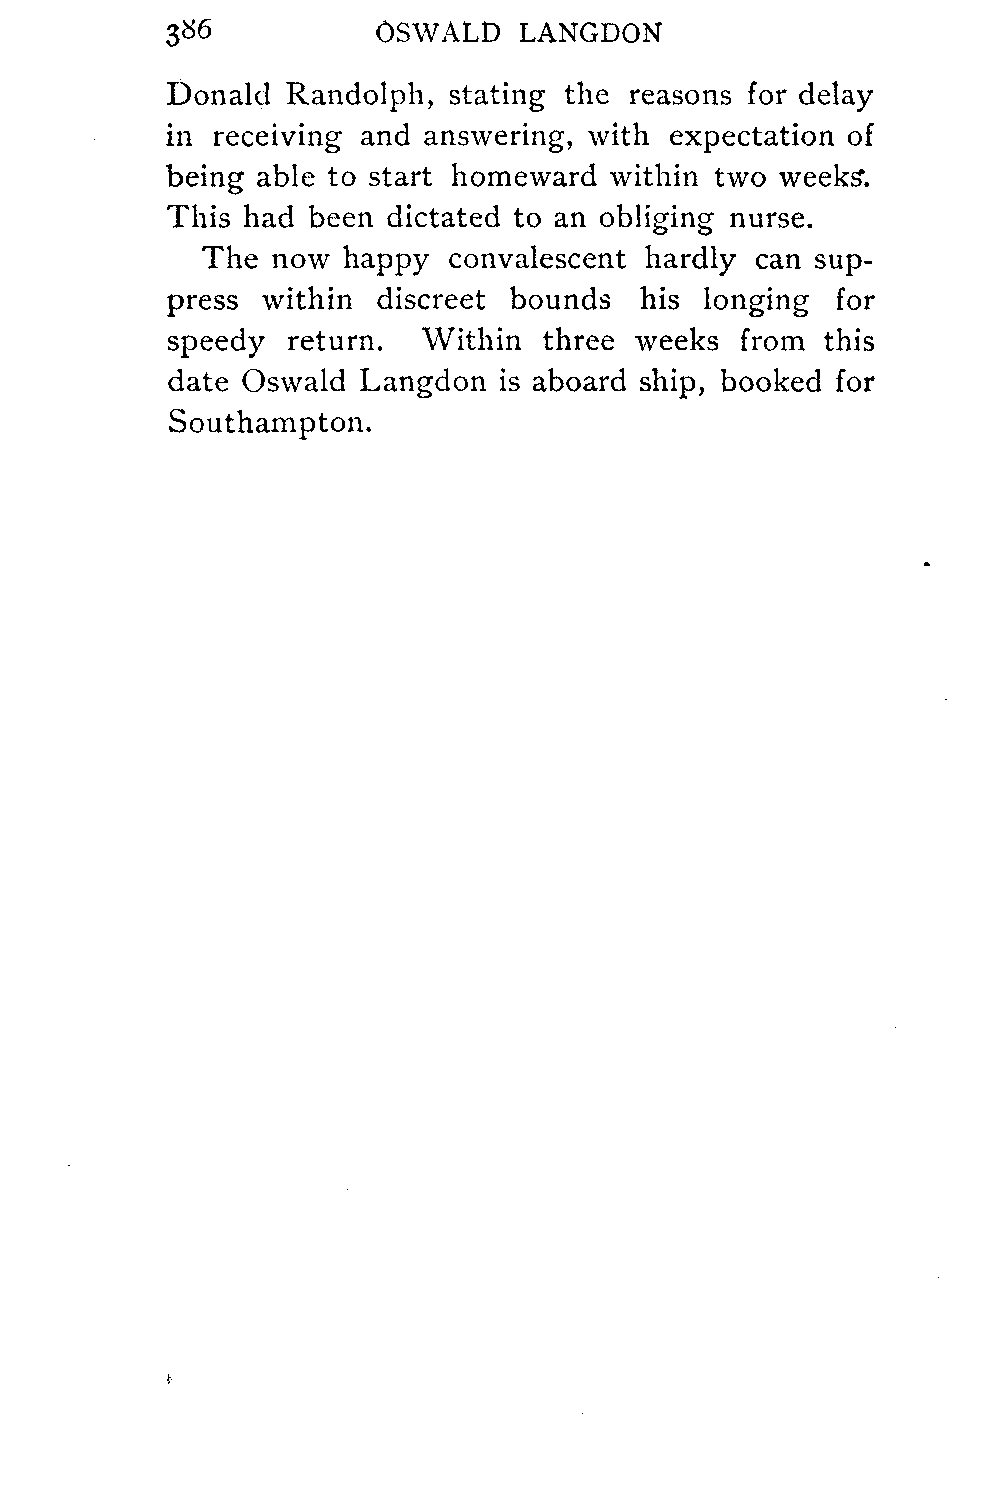 386 OSWALD LANGDON
Donald Randolph, stating the reasons for delay
in receiving and answering, with expectation of
being able to start homeward within two weeks.
This had been dictated to an obliging nurse.
The now happy convalescent hardly can sup-
press within discreet bounds his longing for
speedy return. Within three weeks from this
date Oswald Langdon is aboard ship, booked for
Southampton.